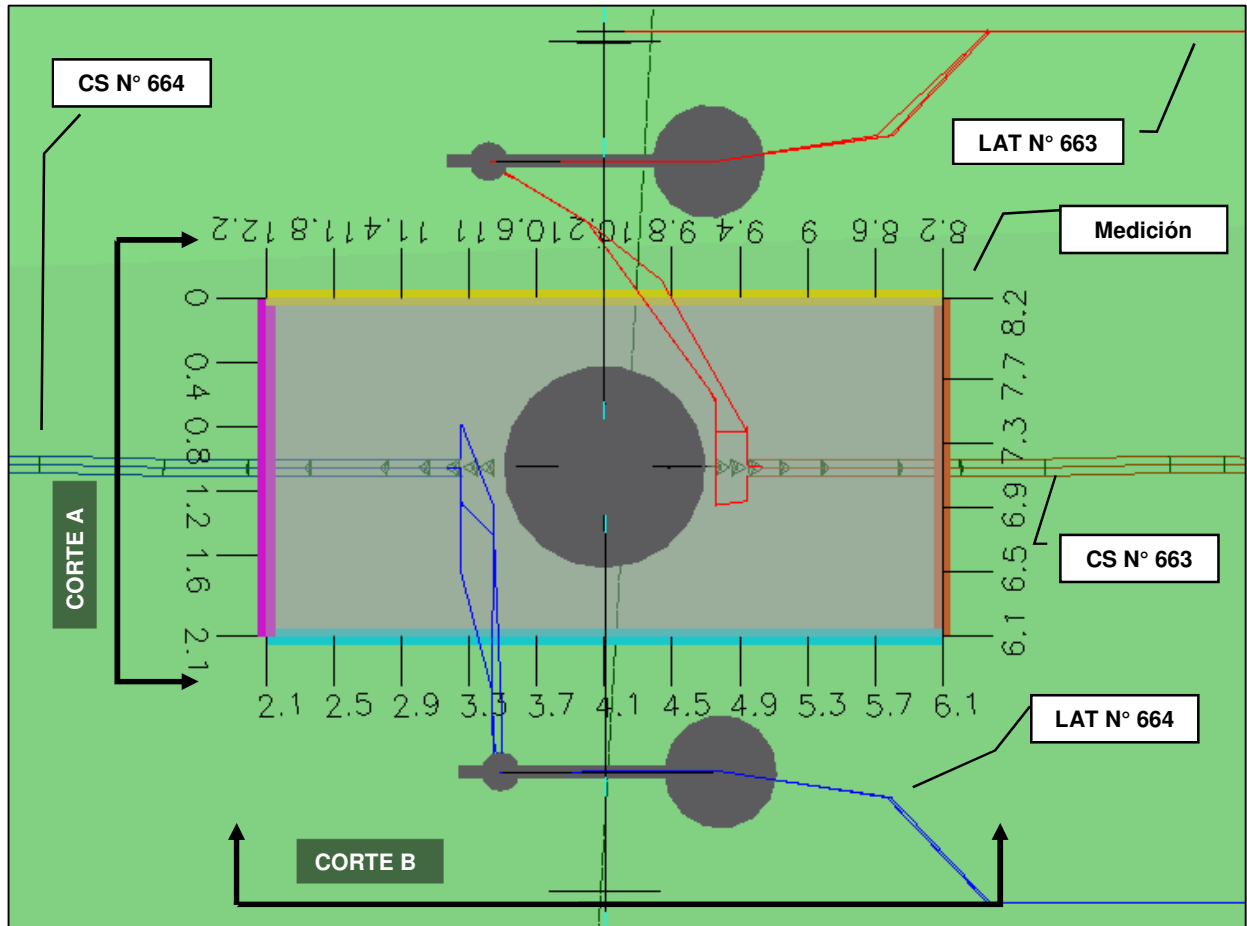 CS N° 664
LAT N° 663
Medición
12.2 11.8 11.4 11 10.6 10.2 9.8 9.4 9 8.6 8.2
0
0.4
0.8
1.2
1.6
2.1
8.2
7.7
7.3
6.9
6.5
6.1
CORTE A
CS N° 663
2.1 2.5 2.9 3.3 3.7 4.1 4.5 4.9 5.3 5.7 6.1
LAT N° 664
CORTE B